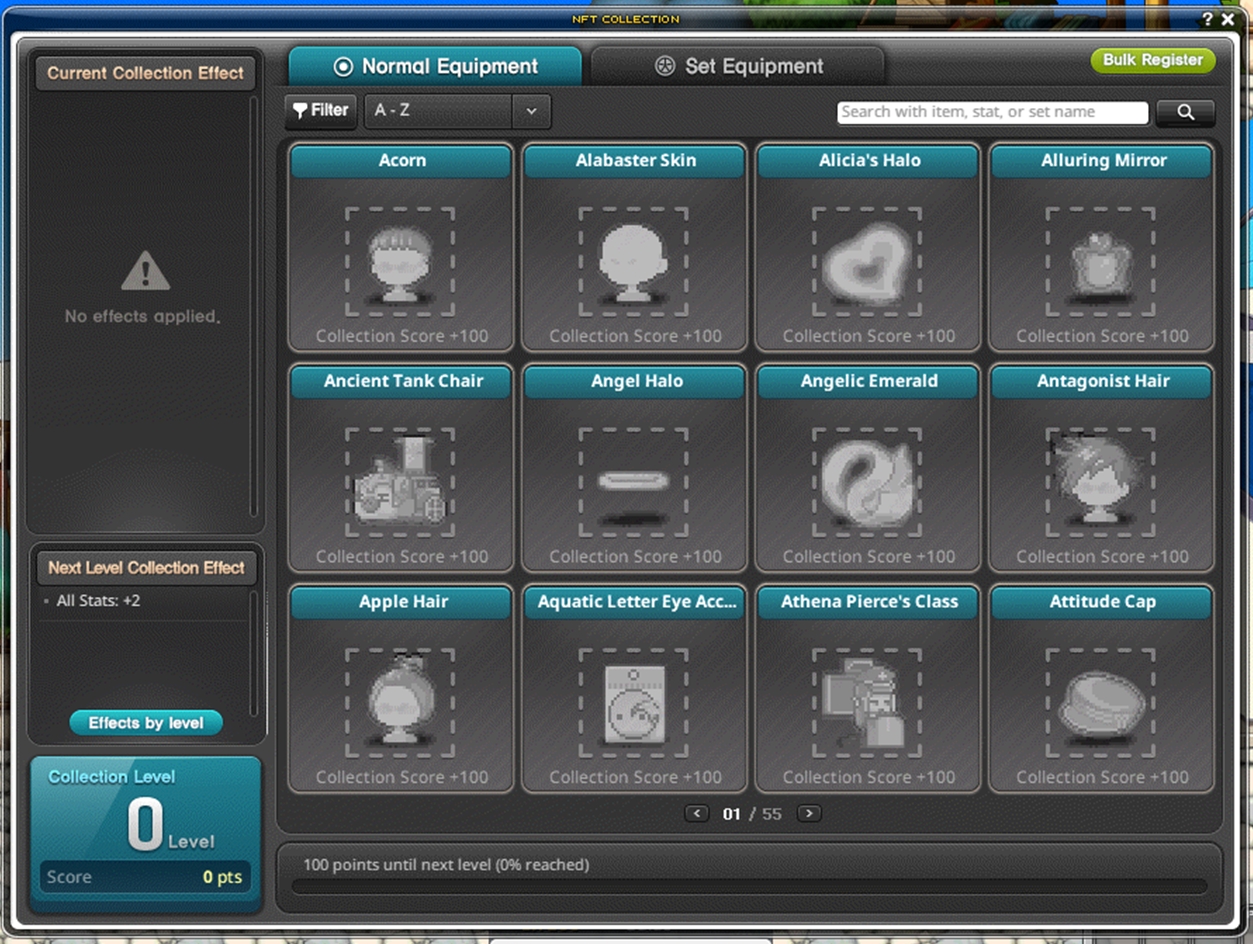 NFT COLLECTION
? X
Current Collection Effect
No effects applied.
Next Level Collection Effect
All Stats: +2
Effects by level
Collection Level
0 Level
Score 0 pts
Normal Equipment
Set Equipment
Bulk Register
Filter
A - Z
Search with item, stat, or set name
Acorn
Alabaster Skin
Alicia's Halo
Alluring Mirror
Collection Score +100
Collection Score +100
Collection Score +100
Collection Score +100
Ancient Tank Chair
Angel Halo
Angelic Emerald
Antagonist Hair
Collection Score +100
Collection Score +100
Collection Score +100
Collection Score +100
Apple Hair
Aquatic Letter Eye Acc...
Athena Pierce's Class
Attitude Cap
Collection Score +100
Collection Score +100
Collection Score +100
Collection Score +100
< 01 / 55 >
100 points until next level (0% reached)